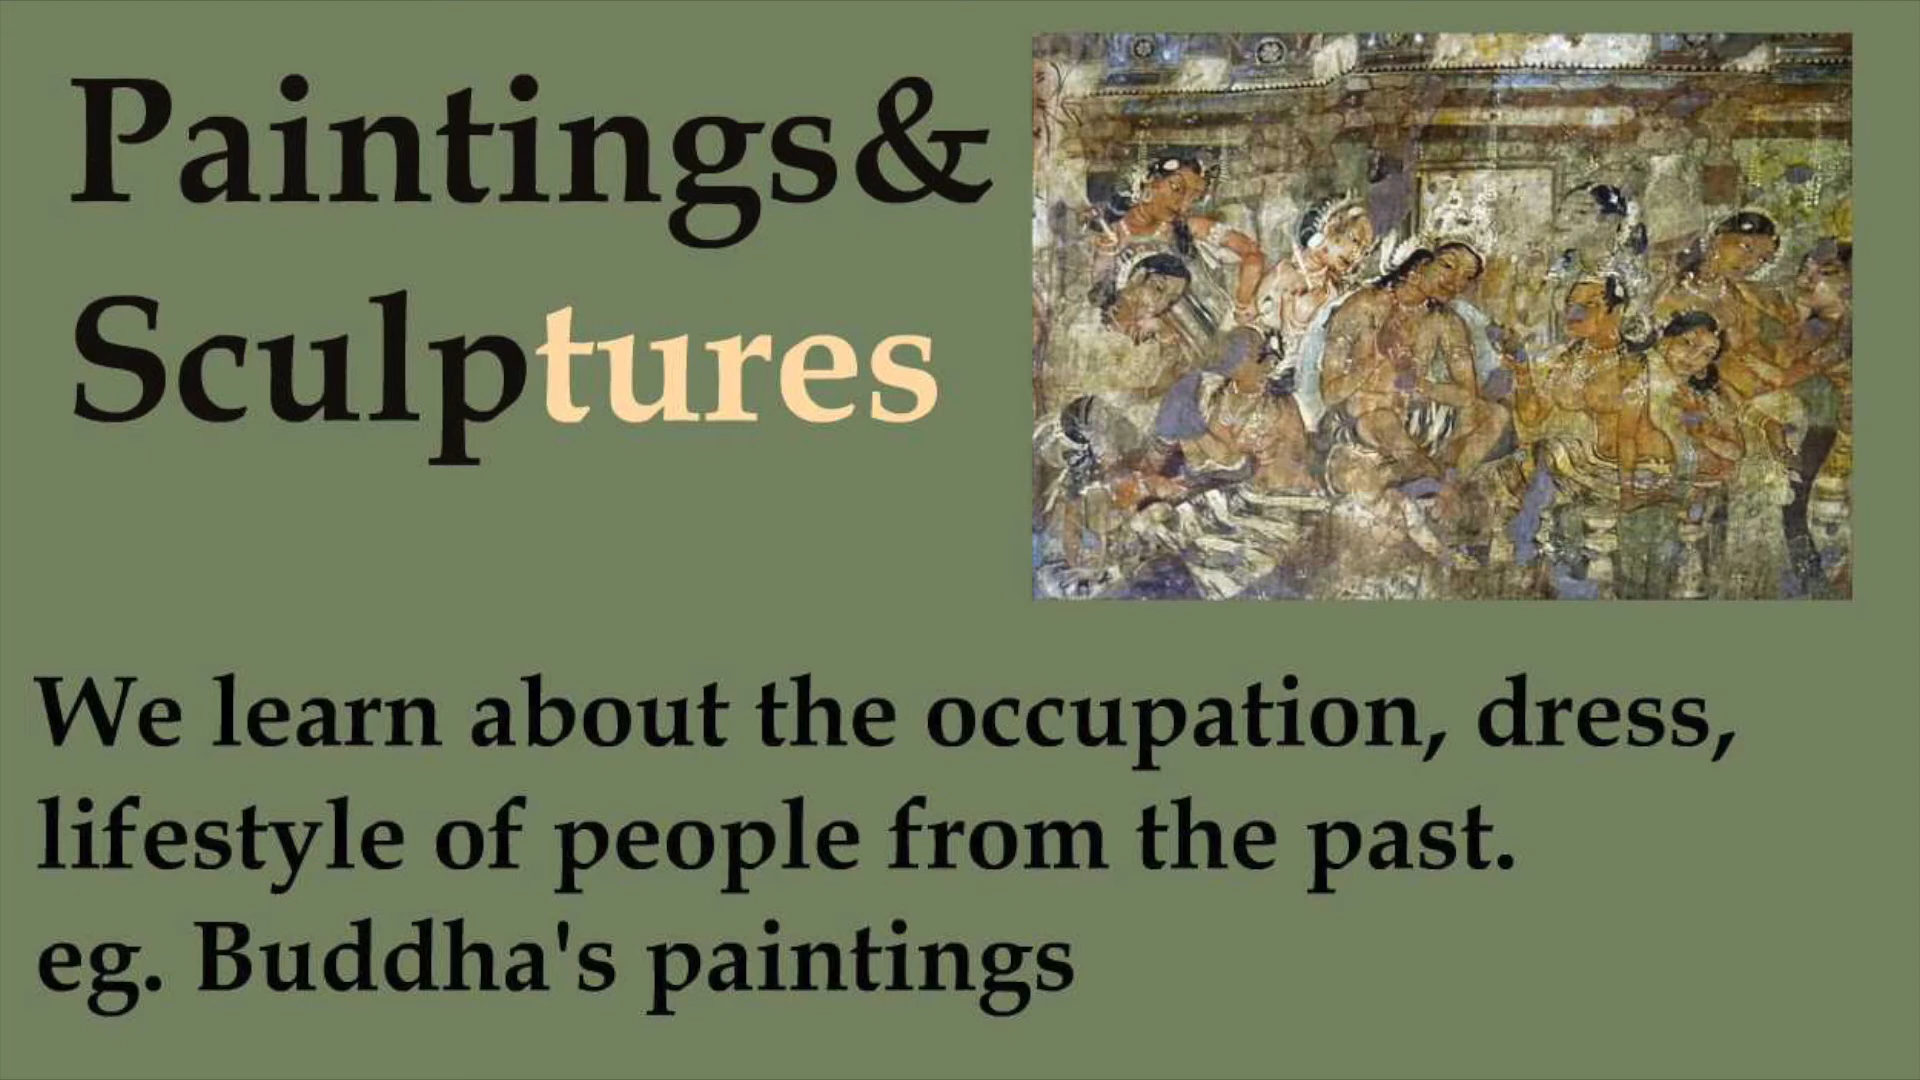 Paintings&
Sculptures
We learn about the occupation, dress,
lifestyle of people from the past.
eg. Buddha's paintings